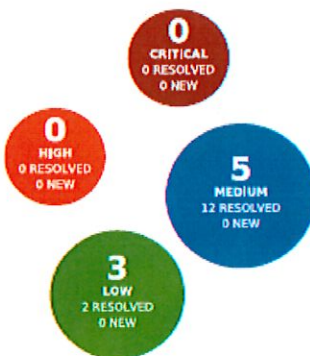 0
CRITICAL
0 RESOLVED
0 NEW
0
HIGH
0 RESOLVED
0 NEW
5
MEDIUM
12 RESOLVED
0 NEW
3
LOW
2 RESOLVED
0 NEW